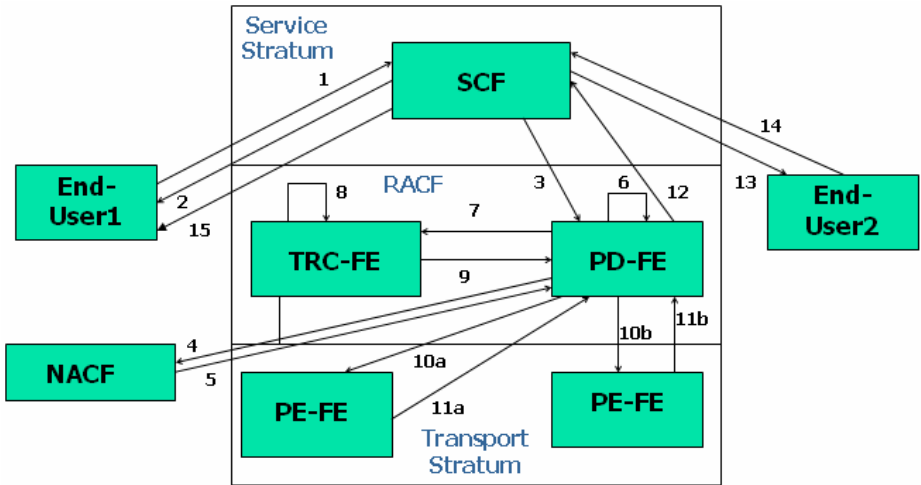 Service
Stratum
SCF
1
2
15
3
12
13
14
End-
User1
End-
User2
RACF
8
7
6
TRC-FE
PD-FE
9
4
5
NACF
10a
10b
11b
PE-FE
11a
PE-FE
Transport
Stratum